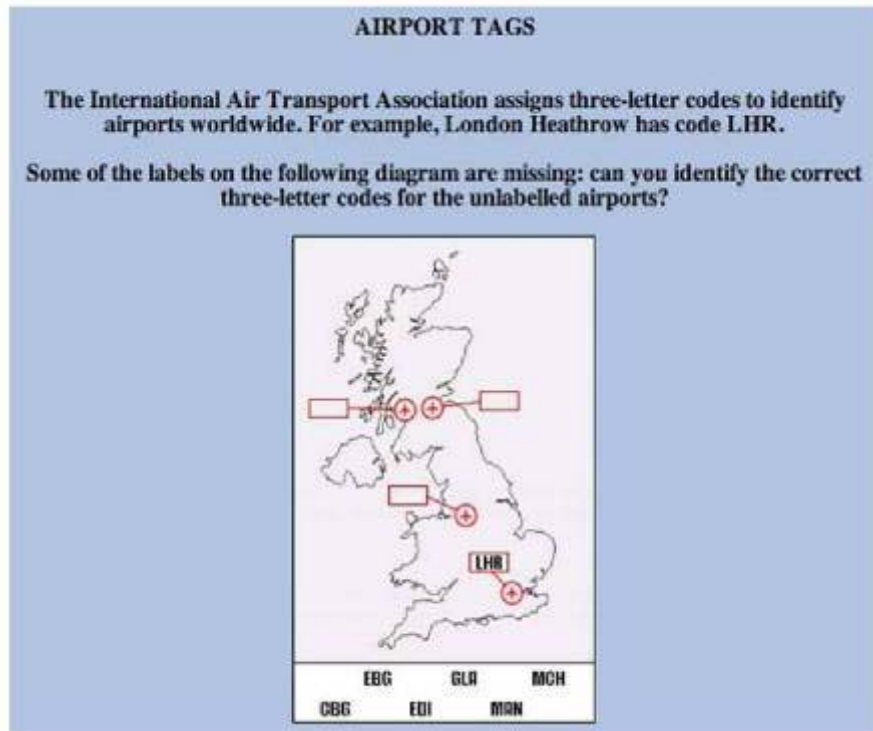 AIRPORT TAGS
The International Air Transport Association assigns three-letter codes to identify
airports worldwide. For example, London Heathrow has code LHR.
Some of the labels on the following diagram are missing: can you identify the correct
three-letter codes for the unlabelled airports?
LHR
EBG GLA MCH
CBG EDI MAN